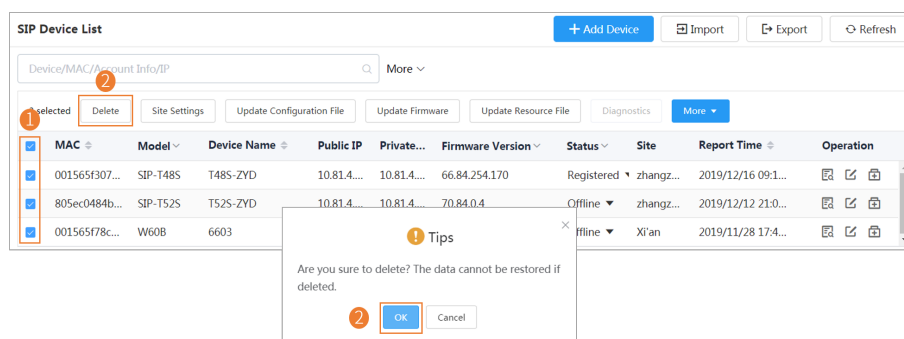 SIP Device List + Add Device Import Export Refresh
Device/MAC/Account Info/IP More
2
selected Delete Site Settings Update Configuration File Update Firmware Update Resource File Diagnostics More
1
MAC Model Device Name Public IP Private... Firmware Version Status Site Report Time Operation
001565f307... SIP-T48S T48S-ZYD 10.81.4.... 10.81.4.... 66.84.254.170 Registered zhangz... 2019/12/16 09:1...
805ec0484b... SIP-T52S T52S-ZYD 10.81.4.... 10.81.4.... 70.84.0.4 Offline zhangz... 2019/12/12 21:0...
001565f78c... W60B 6603 ffline Xi'an 2019/11/28 17:4...
Tips
Are you sure to delete? The data cannot be restored if
deleted.
2 OK Cancel